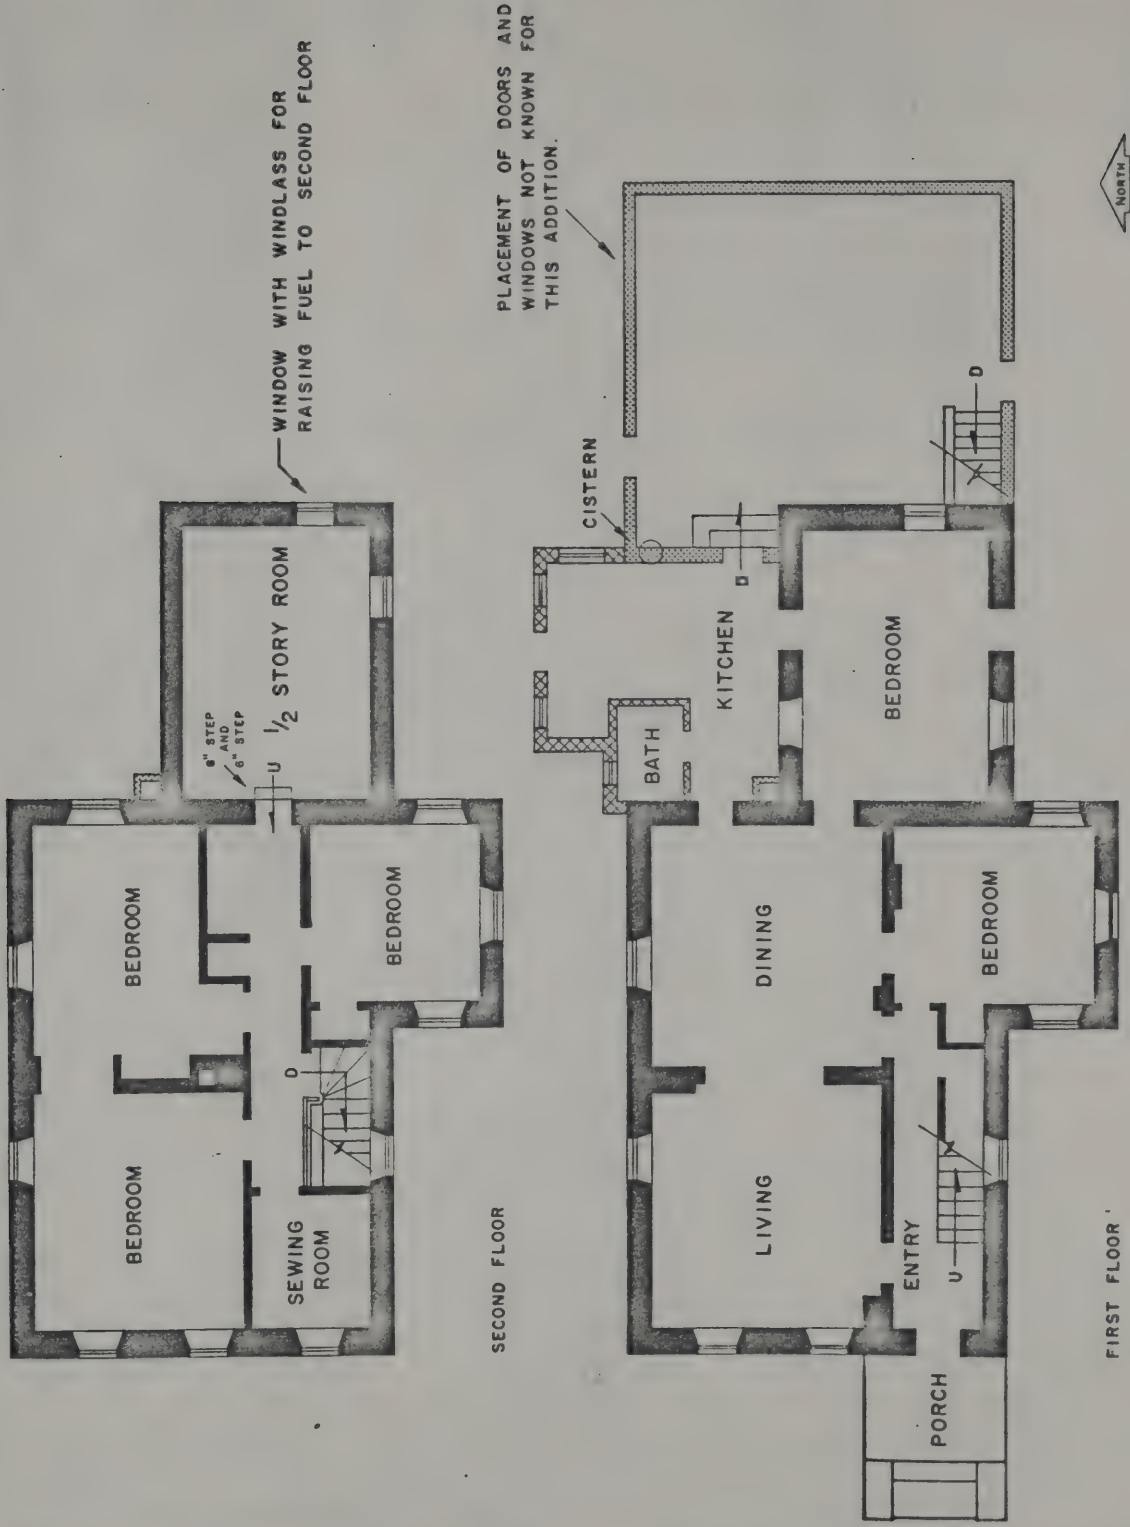 WINDOW WITH WINDLASS FOR
RAISING FUEL TO SECOND FLOOR
8" STEP
AND
6" STEP
U
1/2 STORY ROOM
BEDROOM
BEDROOM
BEDROOM
D
SEWING
ROOM
SECOND FLOOR
PLACEMENT OF DOORS AND
WINDOWS NOT KNOWN FOR
THIS ADDITION.
CISTERN
D
D
KITCHEN
BATH
BEDROOM
DINING
BEDROOM
LIVING
ENTRY
U
PORCH
FIRST FLOOR
NORTH